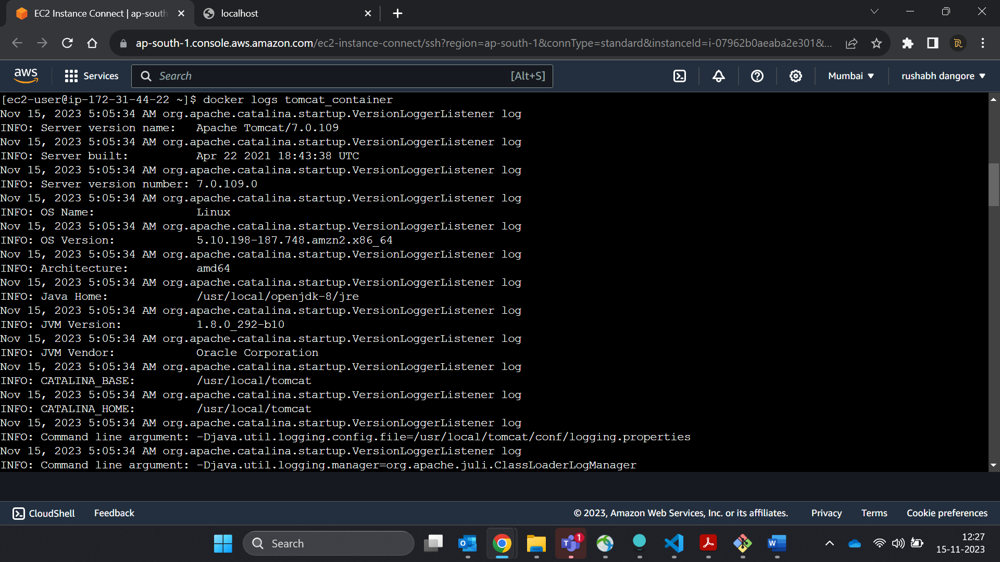 EC2 Instance Connect | ap-south
localhost
ap-south-1.console.aws.amazon.com/ec2-instance-connect/ssh?region=ap-south-1&connType=standard&instanceId=i-07962b0aeaba2e301&...
aws
Services
Search
[Alt+S]
Mumbai
rushabh dangore
[ec2-user@ip-172-31-44-22 ~]$ docker logs tomcat_container
Nov 15, 2023 5:05:34 AM org.apache.catalina.startup.VersionLoggerListener log
INFO: Server version name:   Apache Tomcat/7.0.109
Nov 15, 2023 5:05:34 AM org.apache.catalina.startup.VersionLoggerListener log
INFO: Server built:          Apr 22 2021 18:43:38 UTC
Nov 15, 2023 5:05:34 AM org.apache.catalina.startup.VersionLoggerListener log
INFO: Server version number: 7.0.109.0
Nov 15, 2023 5:05:34 AM org.apache.catalina.startup.VersionLoggerListener log
INFO: OS Name:               Linux
Nov 15, 2023 5:05:34 AM org.apache.catalina.startup.VersionLoggerListener log
INFO: OS Version:            5.10.198-187.748.amzn2.x86_64
Nov 15, 2023 5:05:34 AM org.apache.catalina.startup.VersionLoggerListener log
INFO: Architecture:          amd64
Nov 15, 2023 5:05:34 AM org.apache.catalina.startup.VersionLoggerListener log
INFO: Java Home:             /usr/local/openjdk-8/jre
Nov 15, 2023 5:05:34 AM org.apache.catalina.startup.VersionLoggerListener log
INFO: JVM Version:           1.8.0_292-b10
Nov 15, 2023 5:05:34 AM org.apache.catalina.startup.VersionLoggerListener log
INFO: JVM Vendor:            Oracle Corporation
Nov 15, 2023 5:05:34 AM org.apache.catalina.startup.VersionLoggerListener log
INFO: CATALINA_BASE:         /usr/local/tomcat
Nov 15, 2023 5:05:34 AM org.apache.catalina.startup.VersionLoggerListener log
INFO: CATALINA_HOME:         /usr/local/tomcat
Nov 15, 2023 5:05:34 AM org.apache.catalina.startup.VersionLoggerListener log
INFO: Command line argument: -Djava.util.logging.config.file=/usr/local/tomcat/conf/logging.properties
Nov 15, 2023 5:05:34 AM org.apache.catalina.startup.VersionLoggerListener log
INFO: Command line argument: -Djava.util.logging.manager=org.apache.juli.ClassLoaderLogManager
CloudShell
Feedback
© 2023, Amazon Web Services, Inc. or its affiliates.
Privacy
Terms
Cookie preferences
Search
1
12:27
15-11-2023